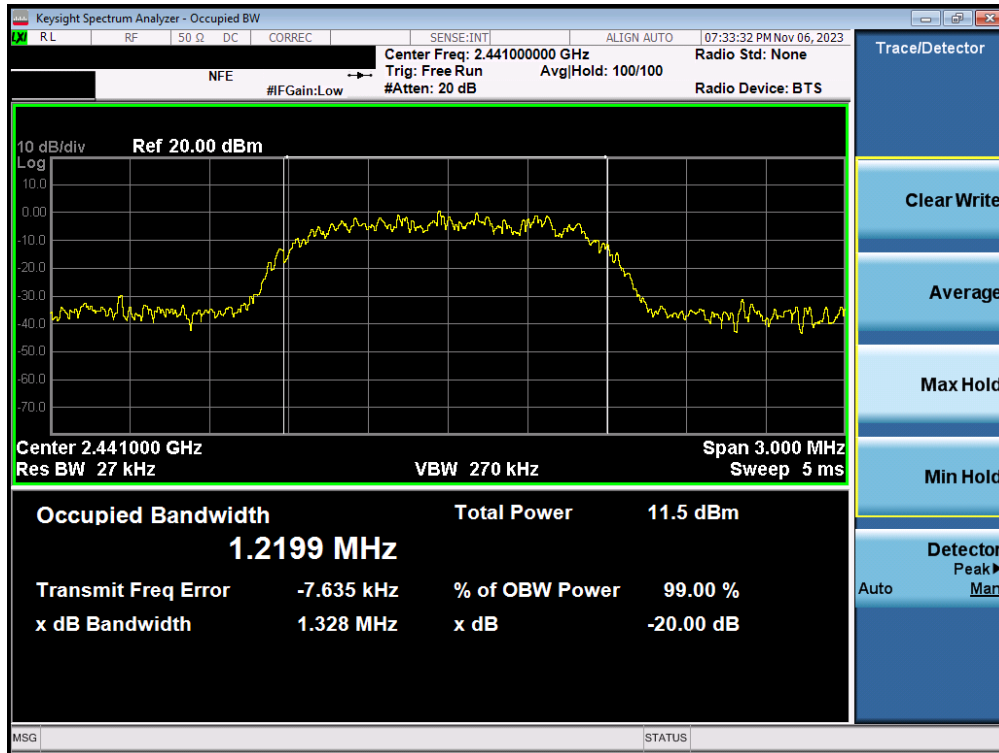 Keysight Spectrum Analyzer - Occupied BW
LXI RL RF 50 Ω DC CORREC SENSE:INT ALIGN AUTO 07:33:32 PM Nov 06, 2023
Center Freq: 2.441000000 GHz Radio Std: None
NFE Trig: Free Run Avg|Hold: 100/100
#IFGain:Low #Atten: 20 dB Radio Device: BTS
10 dB/div Ref 20.00 dBm
Log
10.0
0.00
-10.0
-20.0
-30.0
-40.0
-50.0
-60.0
-70.0
Center 2.441000 GHz Span 3.000 MHz
Res BW 27 kHz VBW 270 kHz Sweep 5 ms
Occupied Bandwidth Total Power 11.5 dBm
1.2199 MHz
Transmit Freq Error -7.635 kHz % of OBW Power 99.00 %
x dB Bandwidth 1.328 MHz x dB -20.00 dB
MSG STATUS
Trace/Detector
Clear Write
Average
Max Hold
Min Hold
Detector
Peak
Auto Man